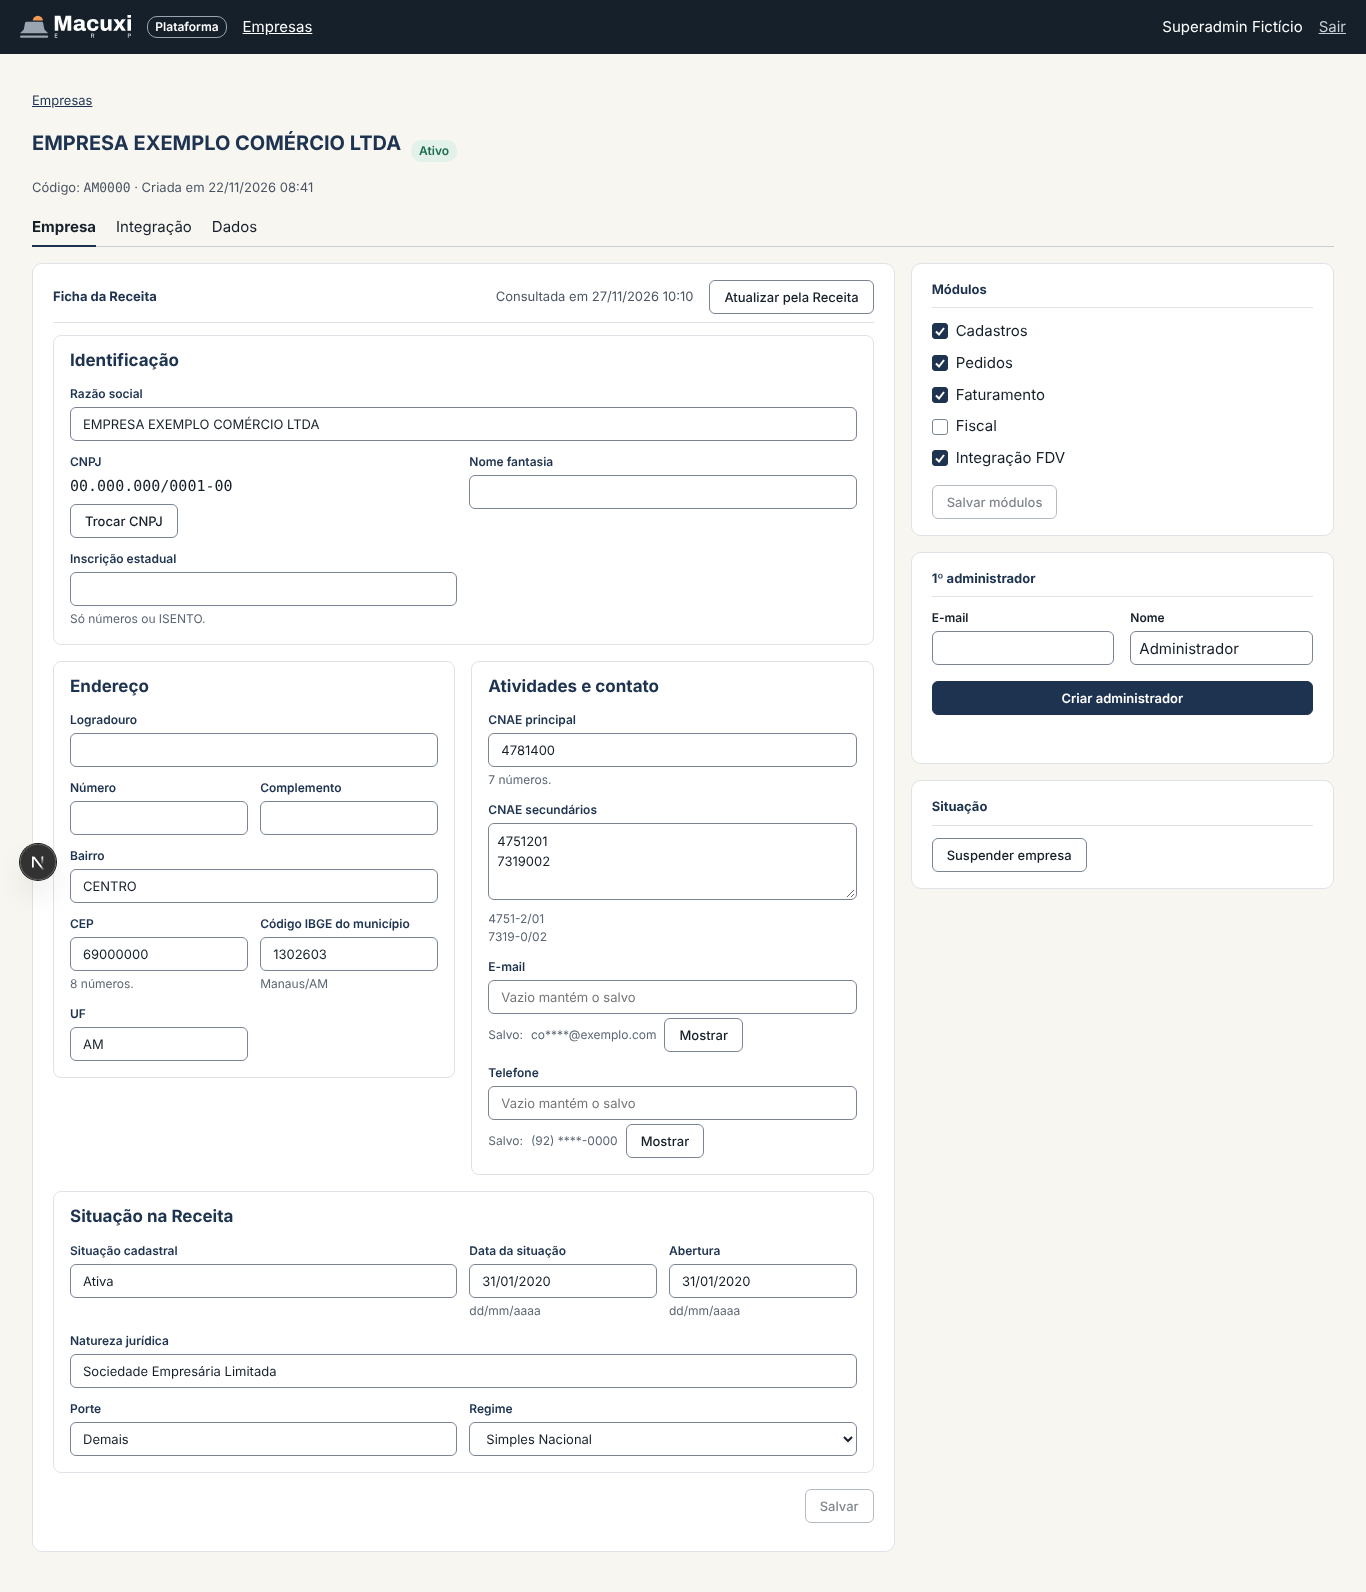 Macuxi
E R P
Plataforma
Empresas
Superadmin Fictício
Sair
Empresas
EMPRESA EXEMPLO COMÉRCIO LTDA
Ativo
Código: AM0000 · Criada em 22/11/2026 08:41
Empresa
Integração
Dados
Ficha da Receita
Consultada em 27/11/2026 10:10
Atualizar pela Receita
Identificação
Razão social
EMPRESA EXEMPLO COMÉRCIO LTDA
CNPJ
00.000.000/0001-00
Trocar CNPJ
Nome fantasia
Inscrição estadual
Só números ou ISENTO.
Endereço
Logradouro
Número
Complemento
Bairro
CENTRO
CEP
69000000
8 números.
Código IBGE do município
1302603
Manaus/AM
UF
AM
N
Atividades e contato
CNAE principal
4781400
7 números.
CNAE secundários
4751201
7319002
4751-2/01
7319-0/02
E-mail
Vazio mantém o salvo
Salvo: co****@exemplo.com
Mostrar
Telefone
Vazio mantém o salvo
Salvo: (92) ****-0000
Mostrar
Situação na Receita
Situação cadastral
Ativa
Data da situação
31/01/2020
dd/mm/aaaa
Abertura
31/01/2020
dd/mm/aaaa
Natureza jurídica
Sociedade Empresária Limitada
Porte
Demais
Regime
Simples Nacional
Salvar
Módulos
Cadastros
Pedidos
Faturamento
Fiscal
Integração FDV
Salvar módulos
1º administrador
E-mail
Nome
Administrador
Criar administrador
Situação
Suspender empresa